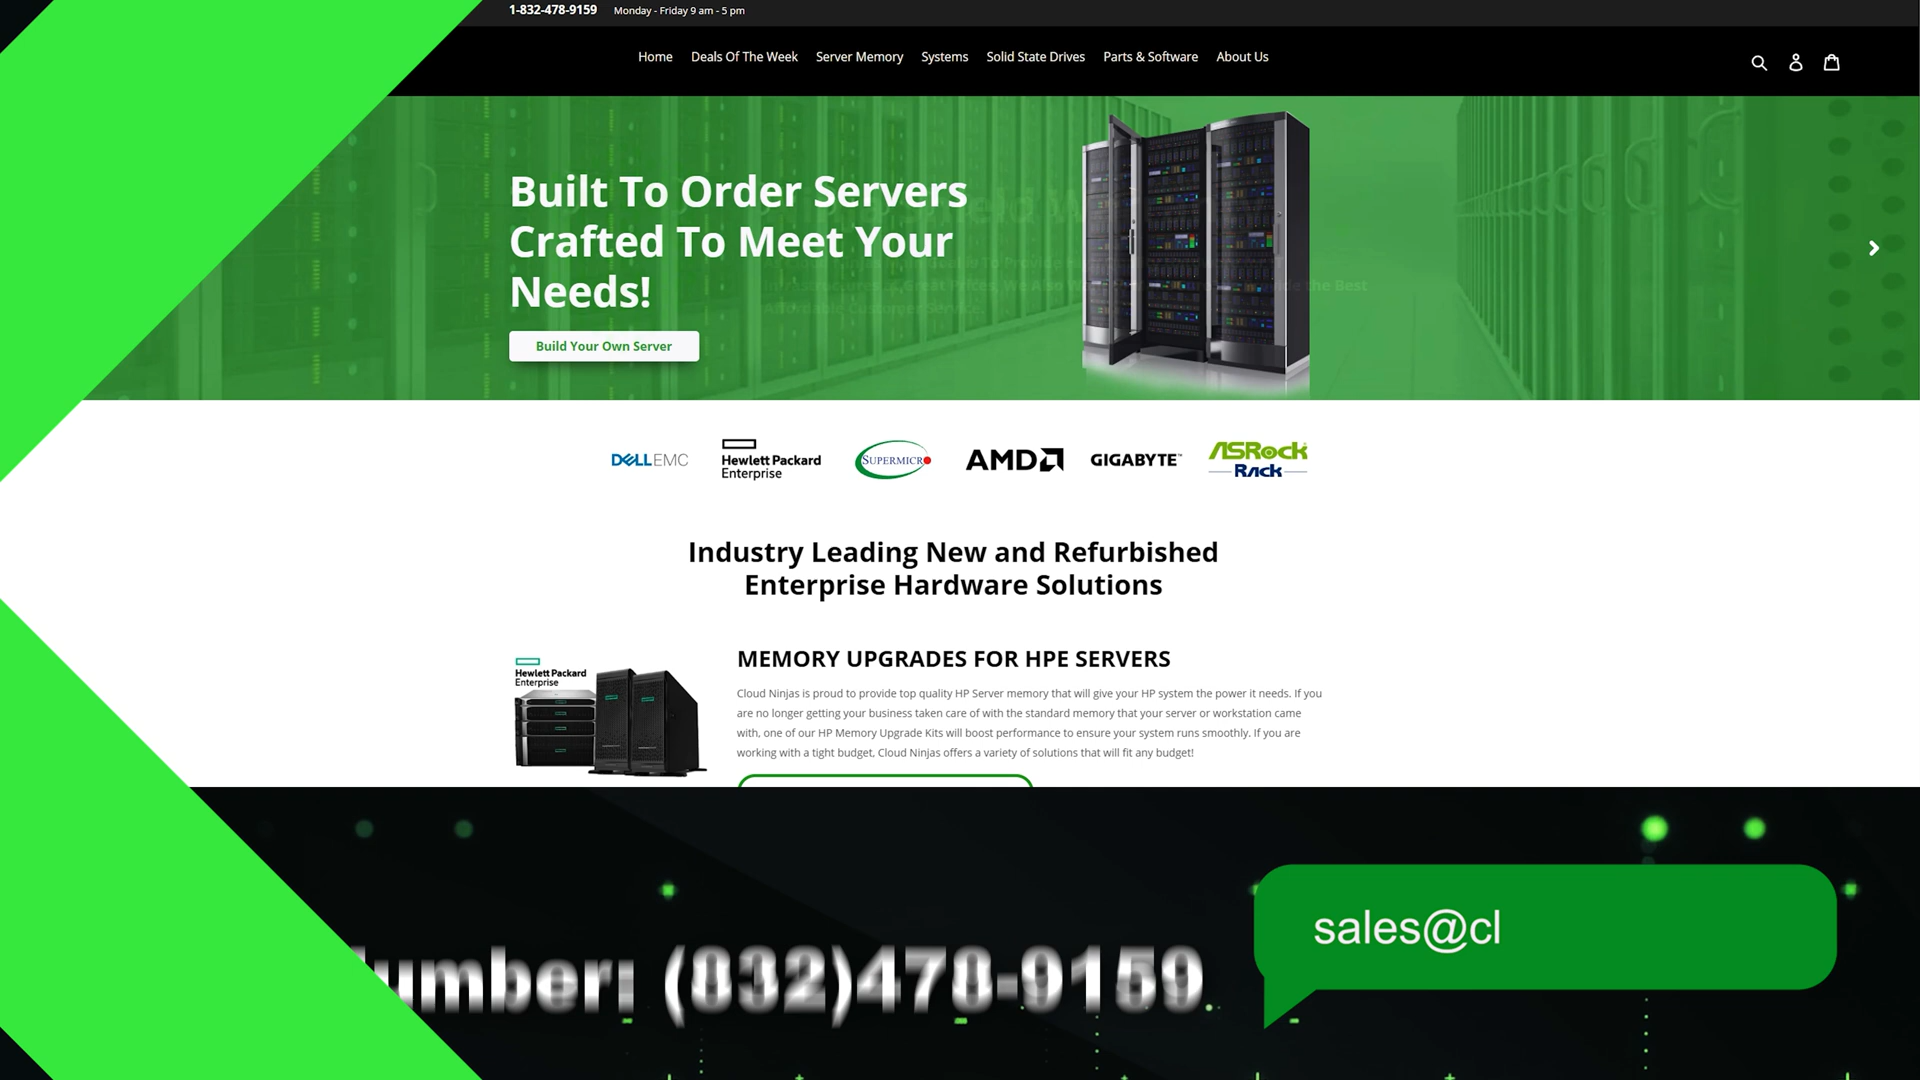 1-832-478-9159 Monday - Friday 9 am - 5 pm
Home Deals Of The Week Server Memory Systems Solid State Drives Parts & Software About Us
Built To Order Servers
Crafted To Meet Your
Needs!
Build Your Own Server
DELLEMC Hewlett Packard Enterprise SUPERMICRO AMD GIGABYTE™ ASRock Rack
Industry Leading New and Refurbished
Enterprise Hardware Solutions
Hewlett Packard
Enterprise
MEMORY UPGRADES FOR HPE SERVERS
Cloud Ninjas is proud to provide top quality HP Server memory that will give your HP system the power it needs. If you
are no longer getting your business taken care of with the standard memory that your server or workstation came
with, one of our HP Memory Upgrade Kits will boost performance to ensure your system runs smoothly. If you are
working with a tight budget, Cloud Ninjas offers a variety of solutions that will fit any budget!
umber: (832)478-9159
sales@cl